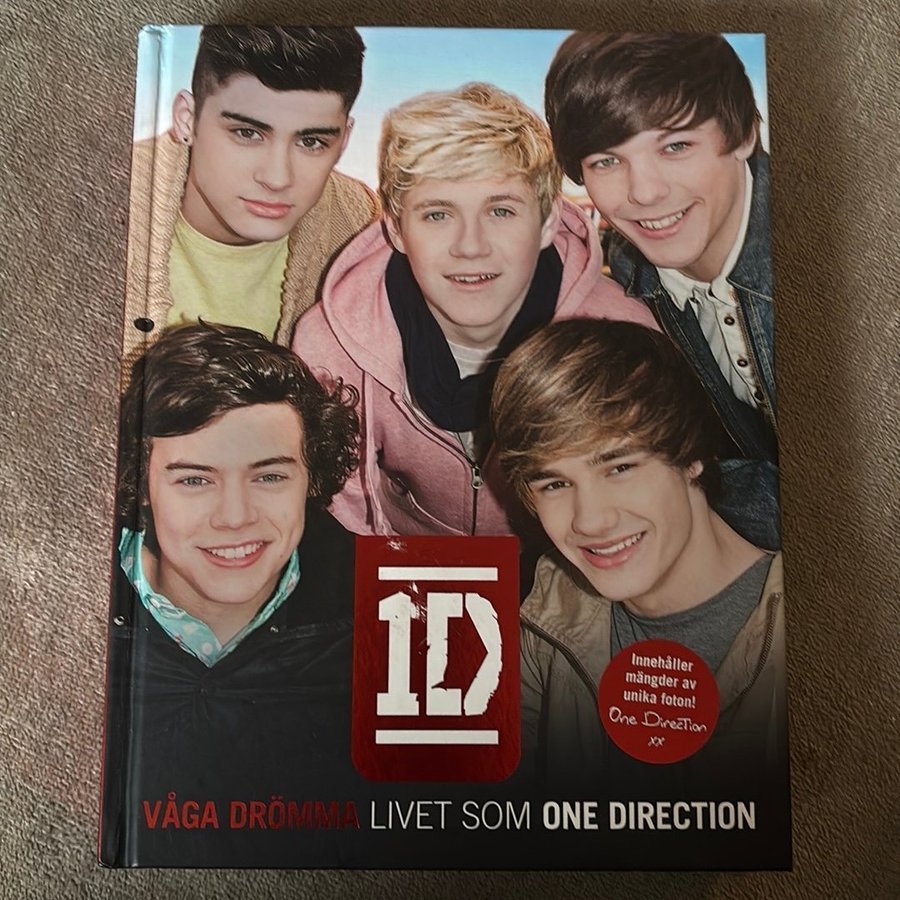 1D
Innehåller
mängder av
unika foton!
One Direction
xx
VÅGA DRÖMMA LIVET SOM ONE DIRECTION